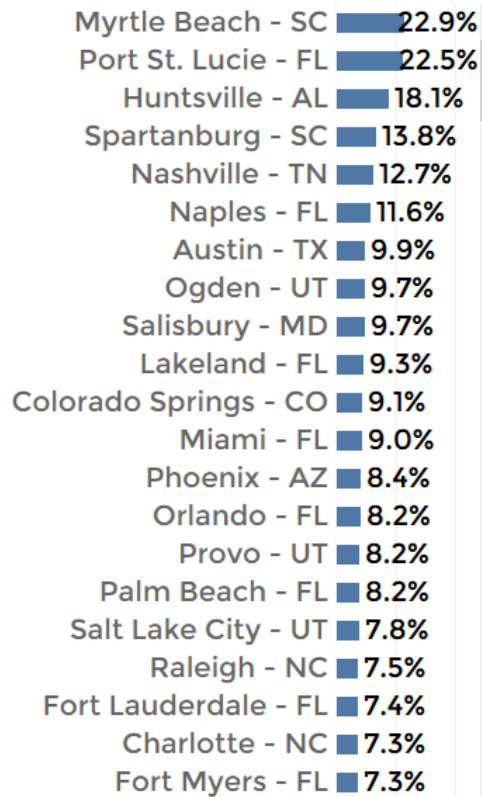 Myrtle Beach - SC 22.9%
Port St. Lucie - FL 22.5%
Huntsville - AL 18.1%
Spartanburg - SC 13.8%
Nashville - TN 12.7%
Naples - FL 11.6%
Austin - TX 9.9%
Ogden - UT 9.7%
Salisbury - MD 9.7%
Lakeland - FL 9.3%
Colorado Springs - CO 9.1%
Miami - FL 9.0%
Phoenix - AZ 8.4%
Orlando - FL 8.2%
Provo - UT 8.2%
Palm Beach - FL 8.2%
Salt Lake City - UT 7.8%
Raleigh - NC 7.5%
Fort Lauderdale - FL 7.4%
Charlotte - NC 7.3%
Fort Myers - FL 7.3%